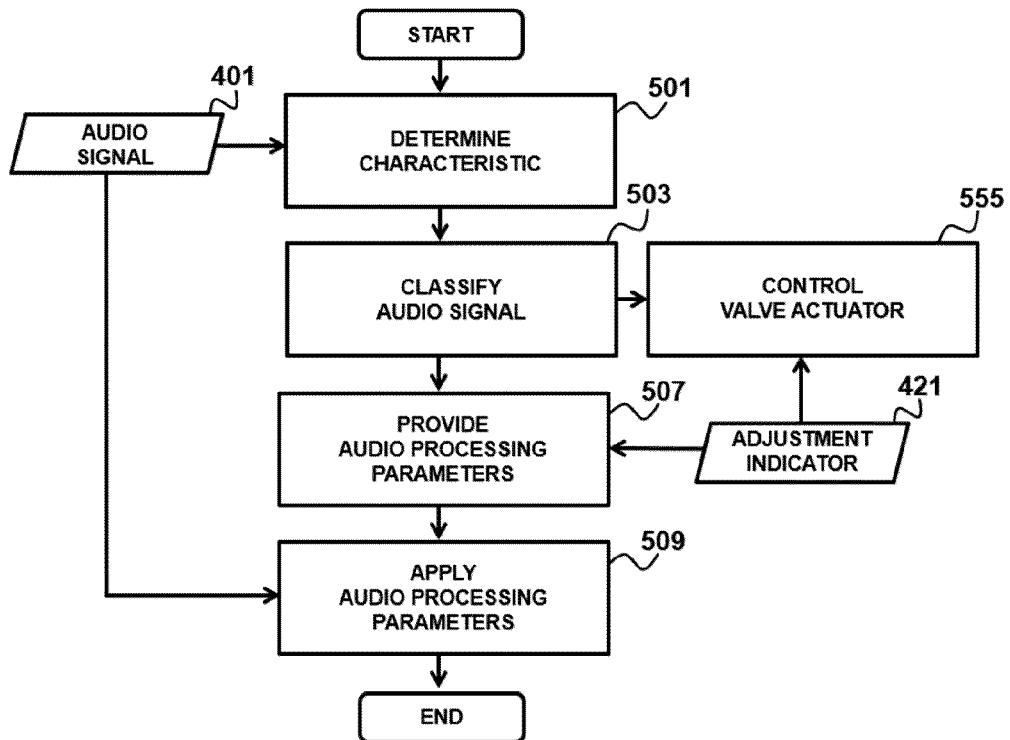 START
401
AUDIO
SIGNAL
501
DETERMINE
CHARACTERISTIC
503
CLASSIFY
AUDIO SIGNAL
555
CONTROL
VALVE ACTUATOR
507
PROVIDE
AUDIO PROCESSING
PARAMETERS
421
ADJUSTMENT
INDICATOR
509
APPLY
AUDIO PROCESSING
PARAMETERS
END